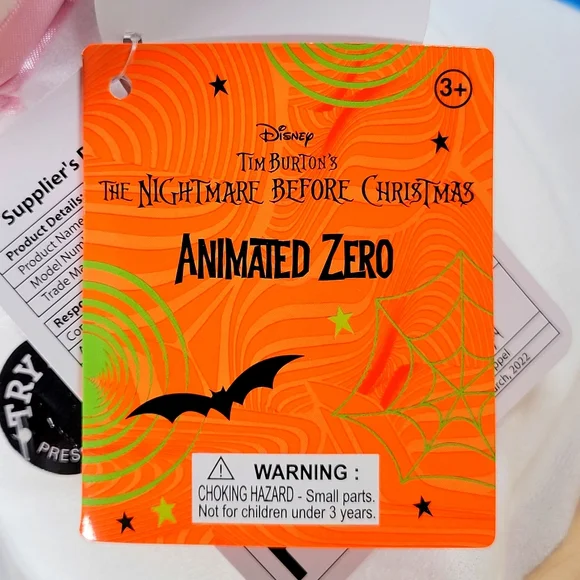 3+
Disney
Tim Burton's
The Nightmare Before Christmas
Animated Zero
WARNING :
CHOKING HAZARD - Small parts.
Not for children under 3 years.
Supplier's
Product Details:
Product Name
Model Num
Trade Ma
Respo
TRY
PRES
2022